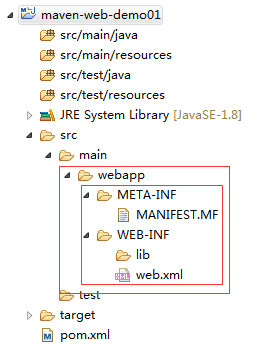 maven-web-demo01
src/main/java
src/main/resources
src/test/java
src/test/resources
JRE System Library [JavaSE-1.8]
src
main
webapp
META-INF
MANIFEST.MF
WEB-INF
lib
web.xml
test
target
pom.xml